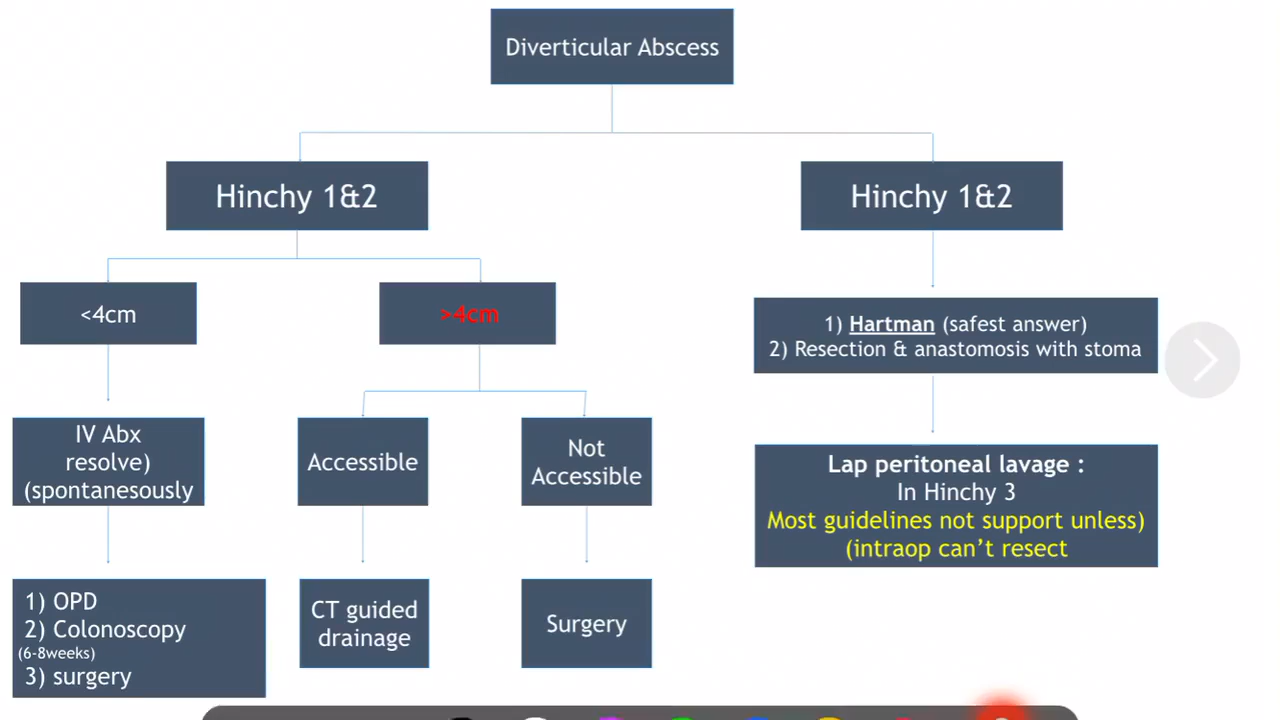 Diverticular Abscess
Hinchy 1&2
Hinchy 1&2
<4cm
>4cm
1) Hartman (safest answer)
2) Resection & anastomosis with stoma
IV Abx
resolve)
(spontanesously
Accessible
Not
Accessible
Lap peritoneal lavage :
In Hinchy 3
Most guidelines not support unless)
(intraop can’t resect
1) OPD
2) Colonoscopy
(6-8weeks)
3) surgery
CT guided
drainage
Surgery